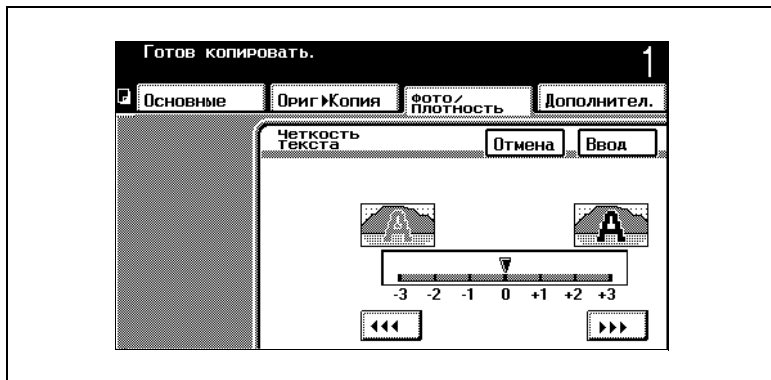 Готов копировать. 1
Основные Ориг▶Копия Фото/ Дополнител.
Плотность
Четкость Отмена Ввод
Текста
A A
-3 -2 -1 0 +1 +2 +3